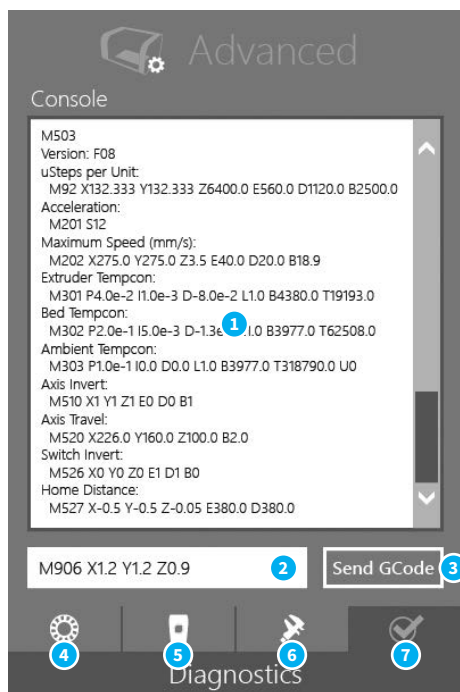 Advanced
Console
M503
Version: F08
uSteps per Unit:
M92 X132.333 Y132.333 Z6400.0 E560.0 D1120.0 B2500.0
Acceleration:
M201 S12
Maximum Speed (mm/s):
M202 X275.0 Y275.0 Z3.5 E40.0 D20.0 B18.9
Extruder Tempcon:
M301 P4.0e-2 I1.0e-3 D-8.0e-2 L1.0 B4380.0 T19193.0
Bed Tempcon:
M302 P2.0e-1 I5.0e-3 1 B3977.0 T62508.0
Ambient Tempcon:
M303 P1.0e-1 I0.0 D0.0 L1.0 B3977.0 T318790.0 U0
Axis Invert:
M510 X1 Y1 Z1 E0 D0 B1
Axis Travel:
M520 X226.0 Y160.0 Z100.0 B2.0
Switch Invert:
M526 X0 Y0 Z0 E1 D1 B0
Home Distance:
M527 X-0.5 Y-0.5 Z-0.05 E380.0 D380.0
M906 X1.2 Y1.2 Z0.9 2 Send GCode 3
4 5 6 7
Diagnostics